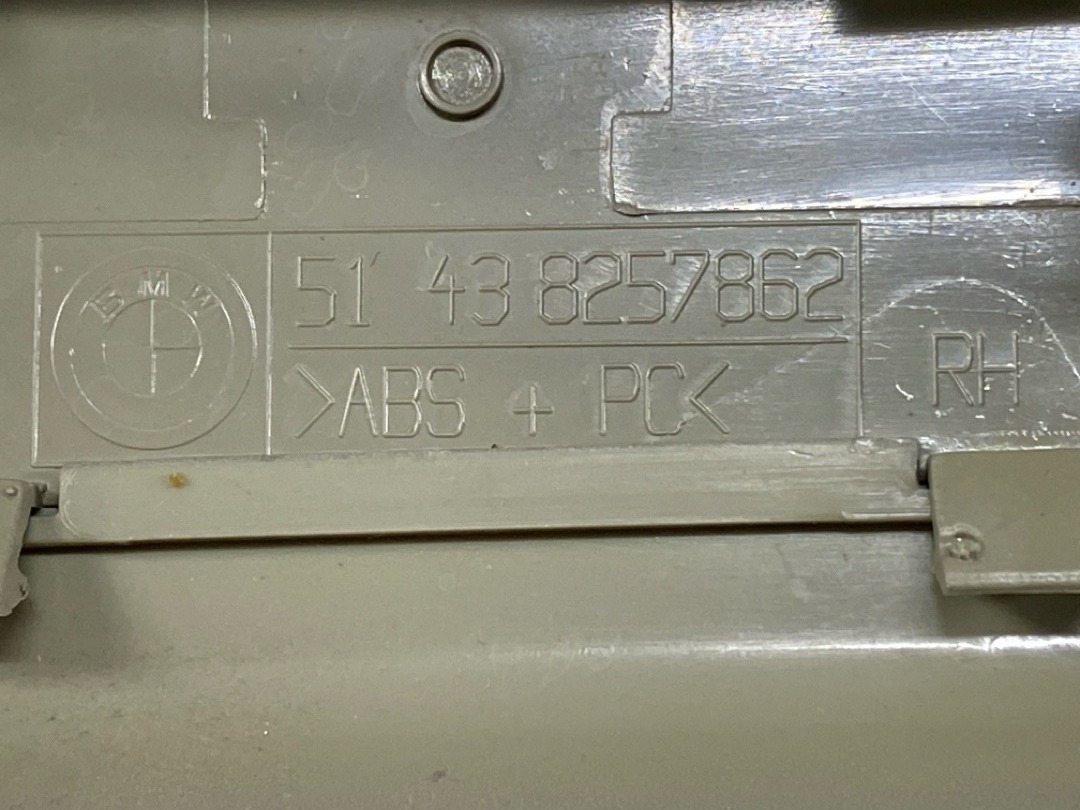 BMW
51 43 8257862
>ABS + PC<
RH